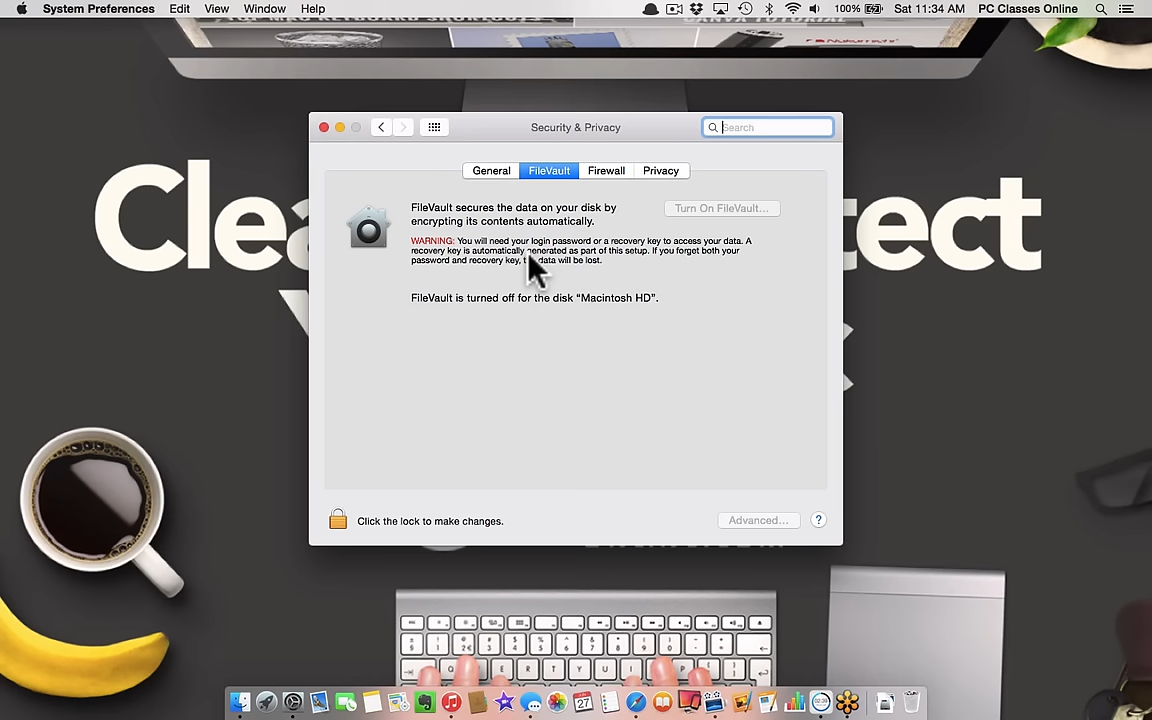 System Preferences Edit View Window Help
100% Sat 11:34 AM PC Classes Online
Security & Privacy
Search
General FileVault Firewall Privacy
FileVault secures the data on your disk by
encrypting its contents automatically.
Turn On FileVault...
WARNING: You will need your login password or a recovery key to access your data. A
recovery key is automatically generated as part of this setup. If you forget both your
password and recovery key, data will be lost.
FileVault is turned off for the disk “Macintosh HD”.
Click the lock to make changes.
Advanced...
?